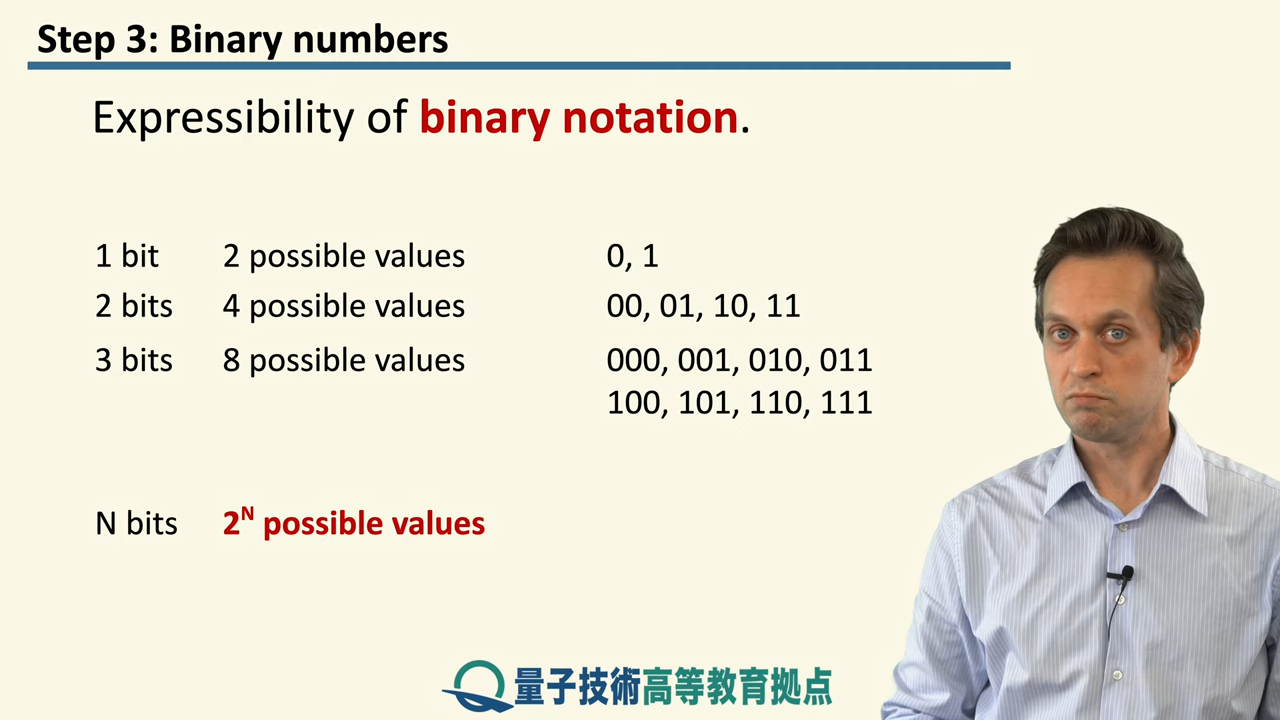 Step 3: Binary numbers
Expressibility of binary notation.
1 bit 2 possible values 0, 1
2 bits 4 possible values 00, 01, 10, 11
3 bits 8 possible values 000, 001, 010, 011
100, 101, 110, 111
N bits 2^N possible values
量子技術高等教育拠点